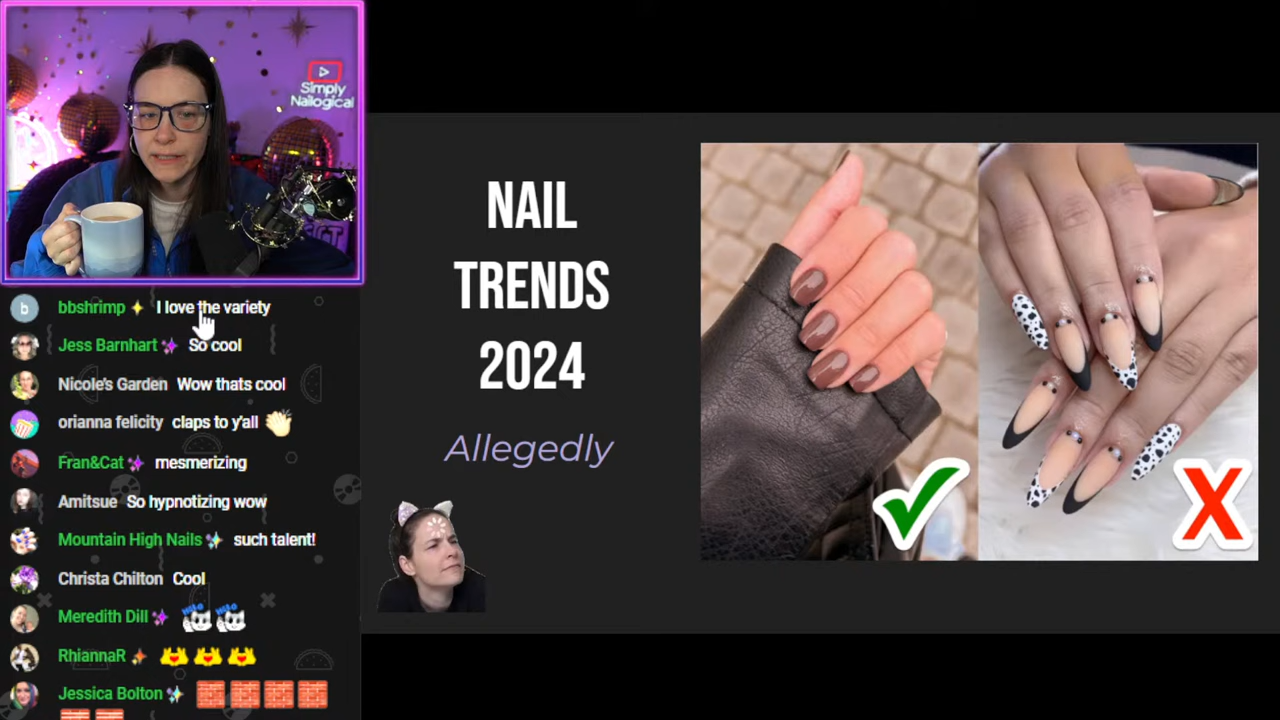 Simply
Nailogical
b
bbshrimp I love the variety
Jess Barnhart So cool
Nicole's Garden Wow thats cool
orianna felicity claps to y'all
Fran&Cat mesmerizing
Amitsue So hypnotizing wow
Mountain High Nails such talent!
Christa Chilton Cool
Meredith Dill HOLO HOLO
RhiannaR
Jessica Bolton
NAIL
TRENDS
2024
Allegedly
X